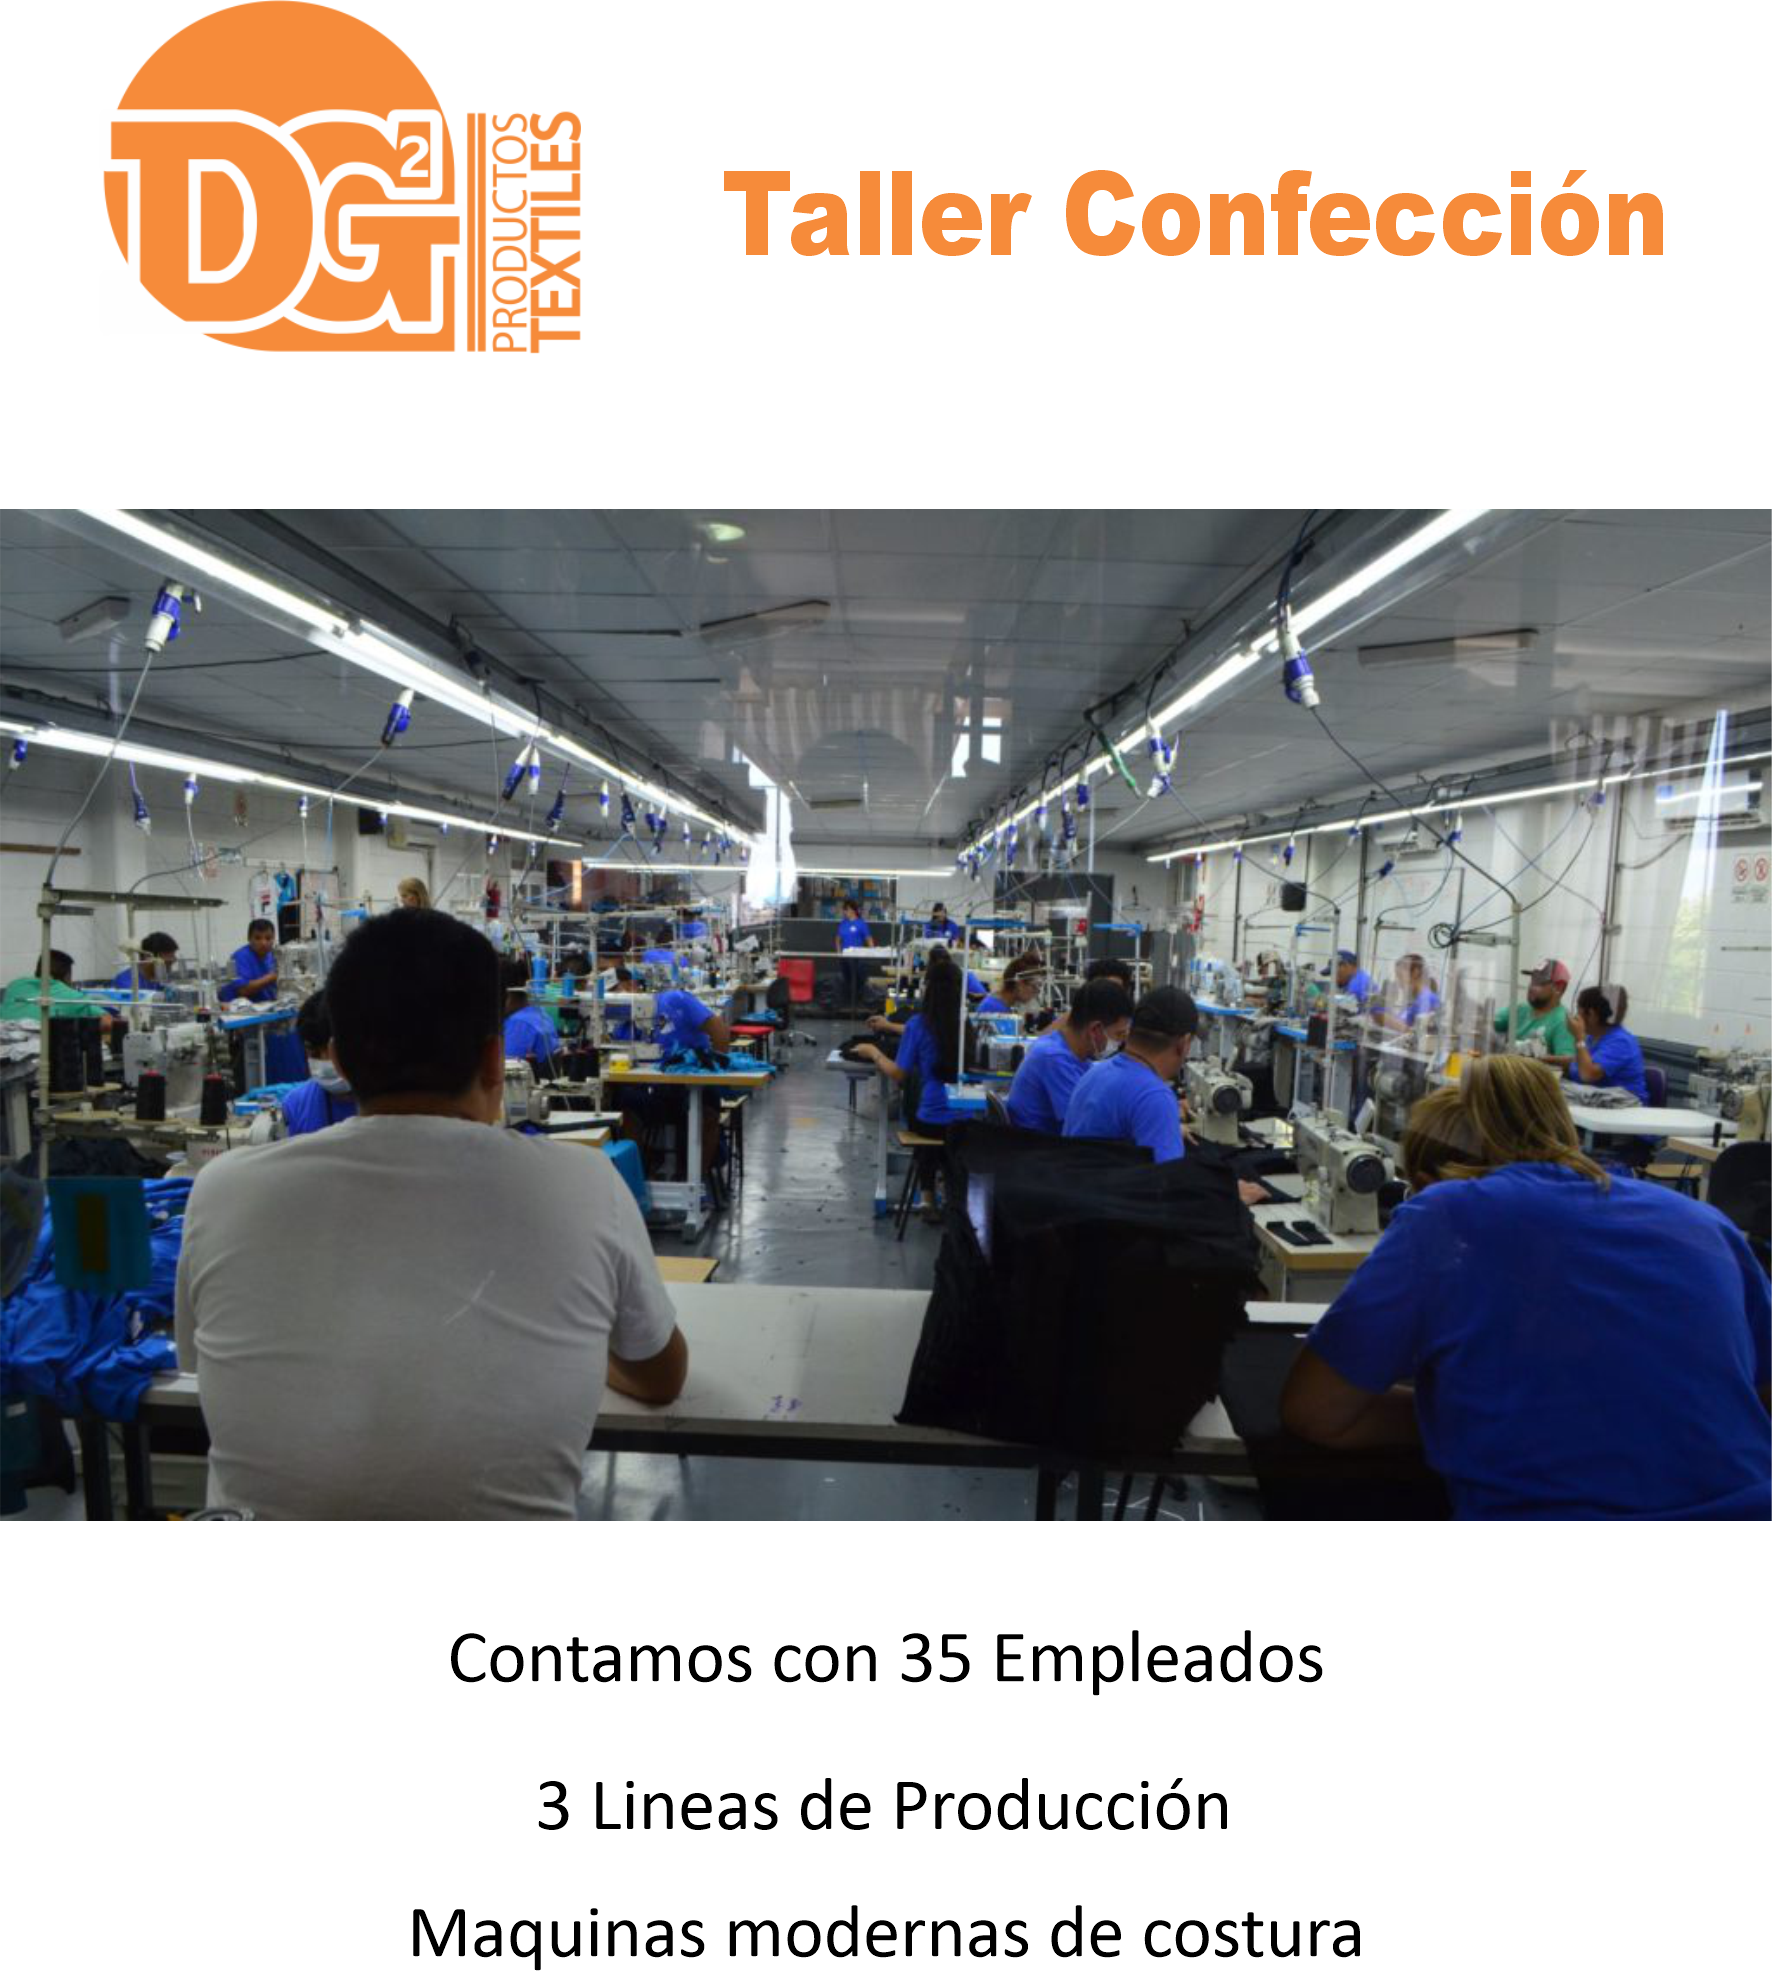 DG2
PRODUCTOS
TEXTILES
Taller Confección
Contamos con 35 Empleados
3 Lineas de Producción
Maquinas modernas de costura